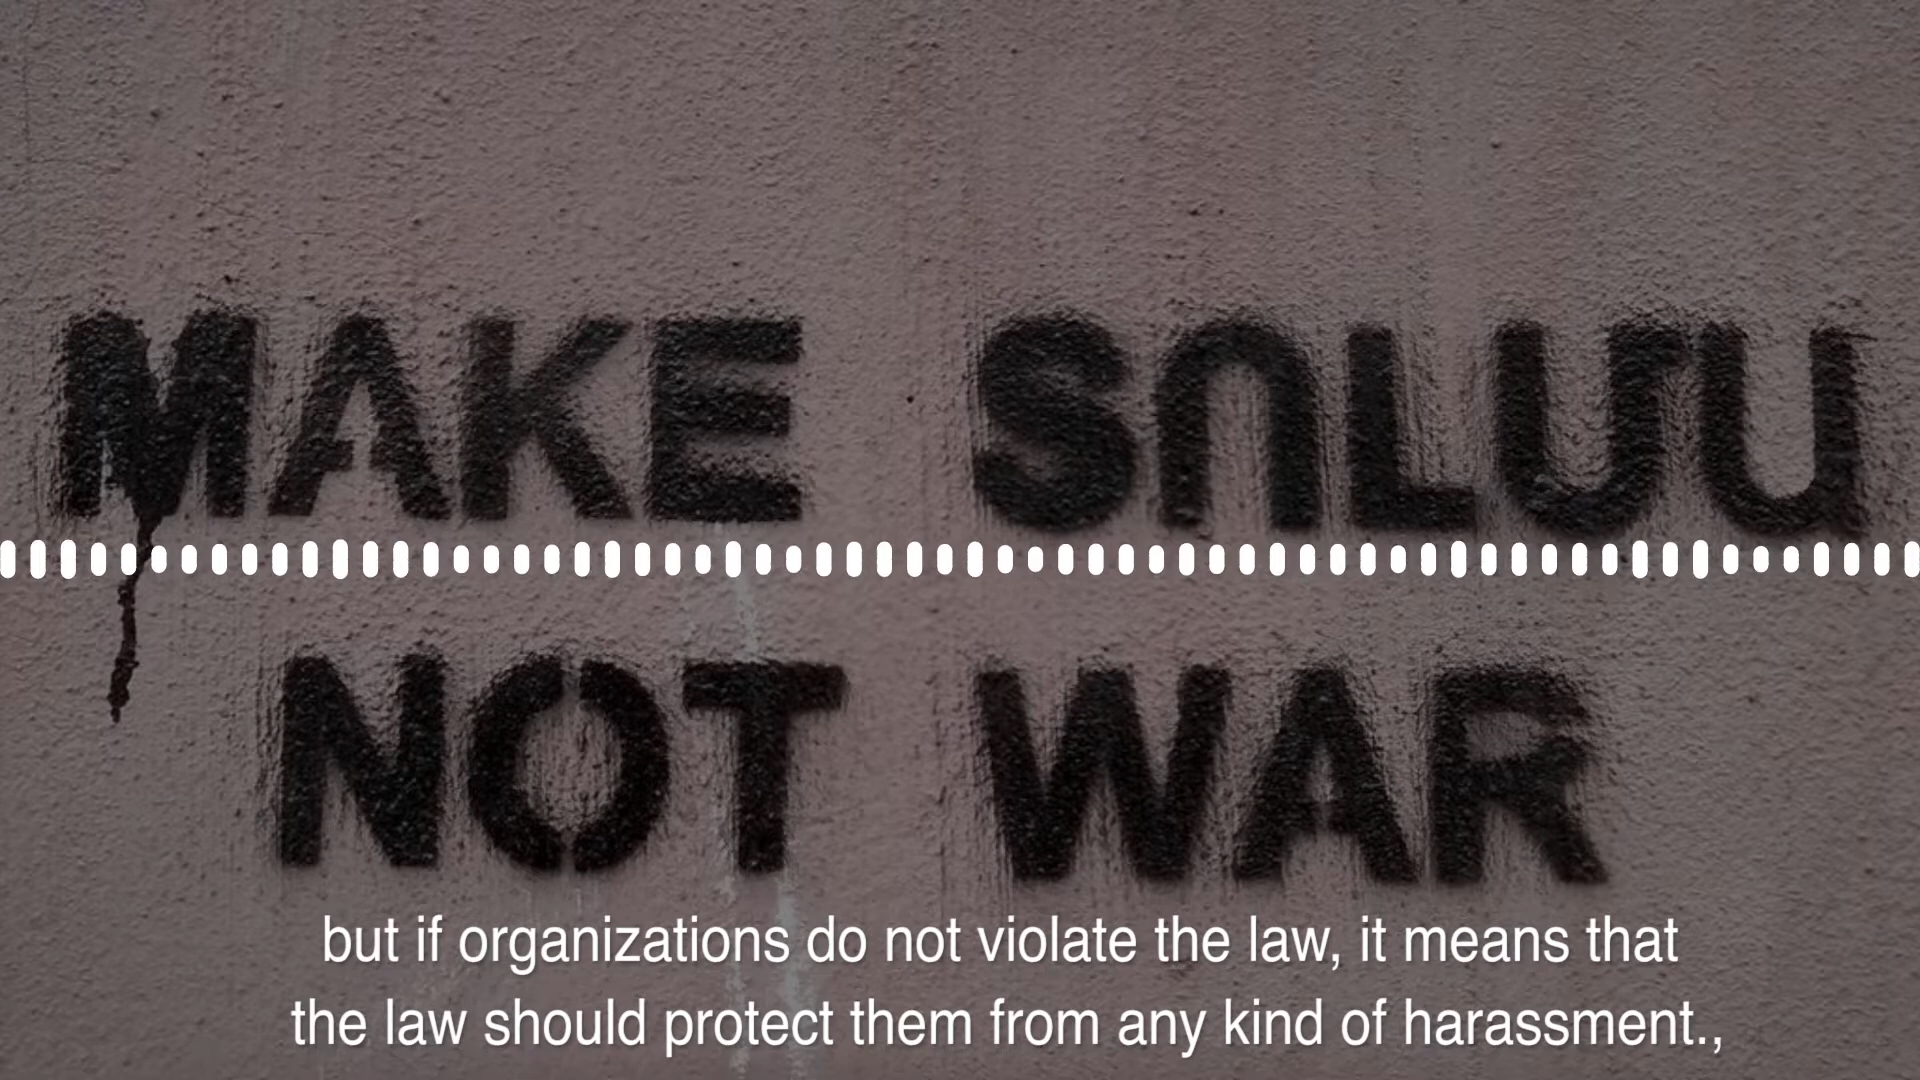 MAKE ՏՈԼՄԱ
NOT WAR
but if organizations do not violate the law, it means that
the law should protect them from any kind of harassment.,